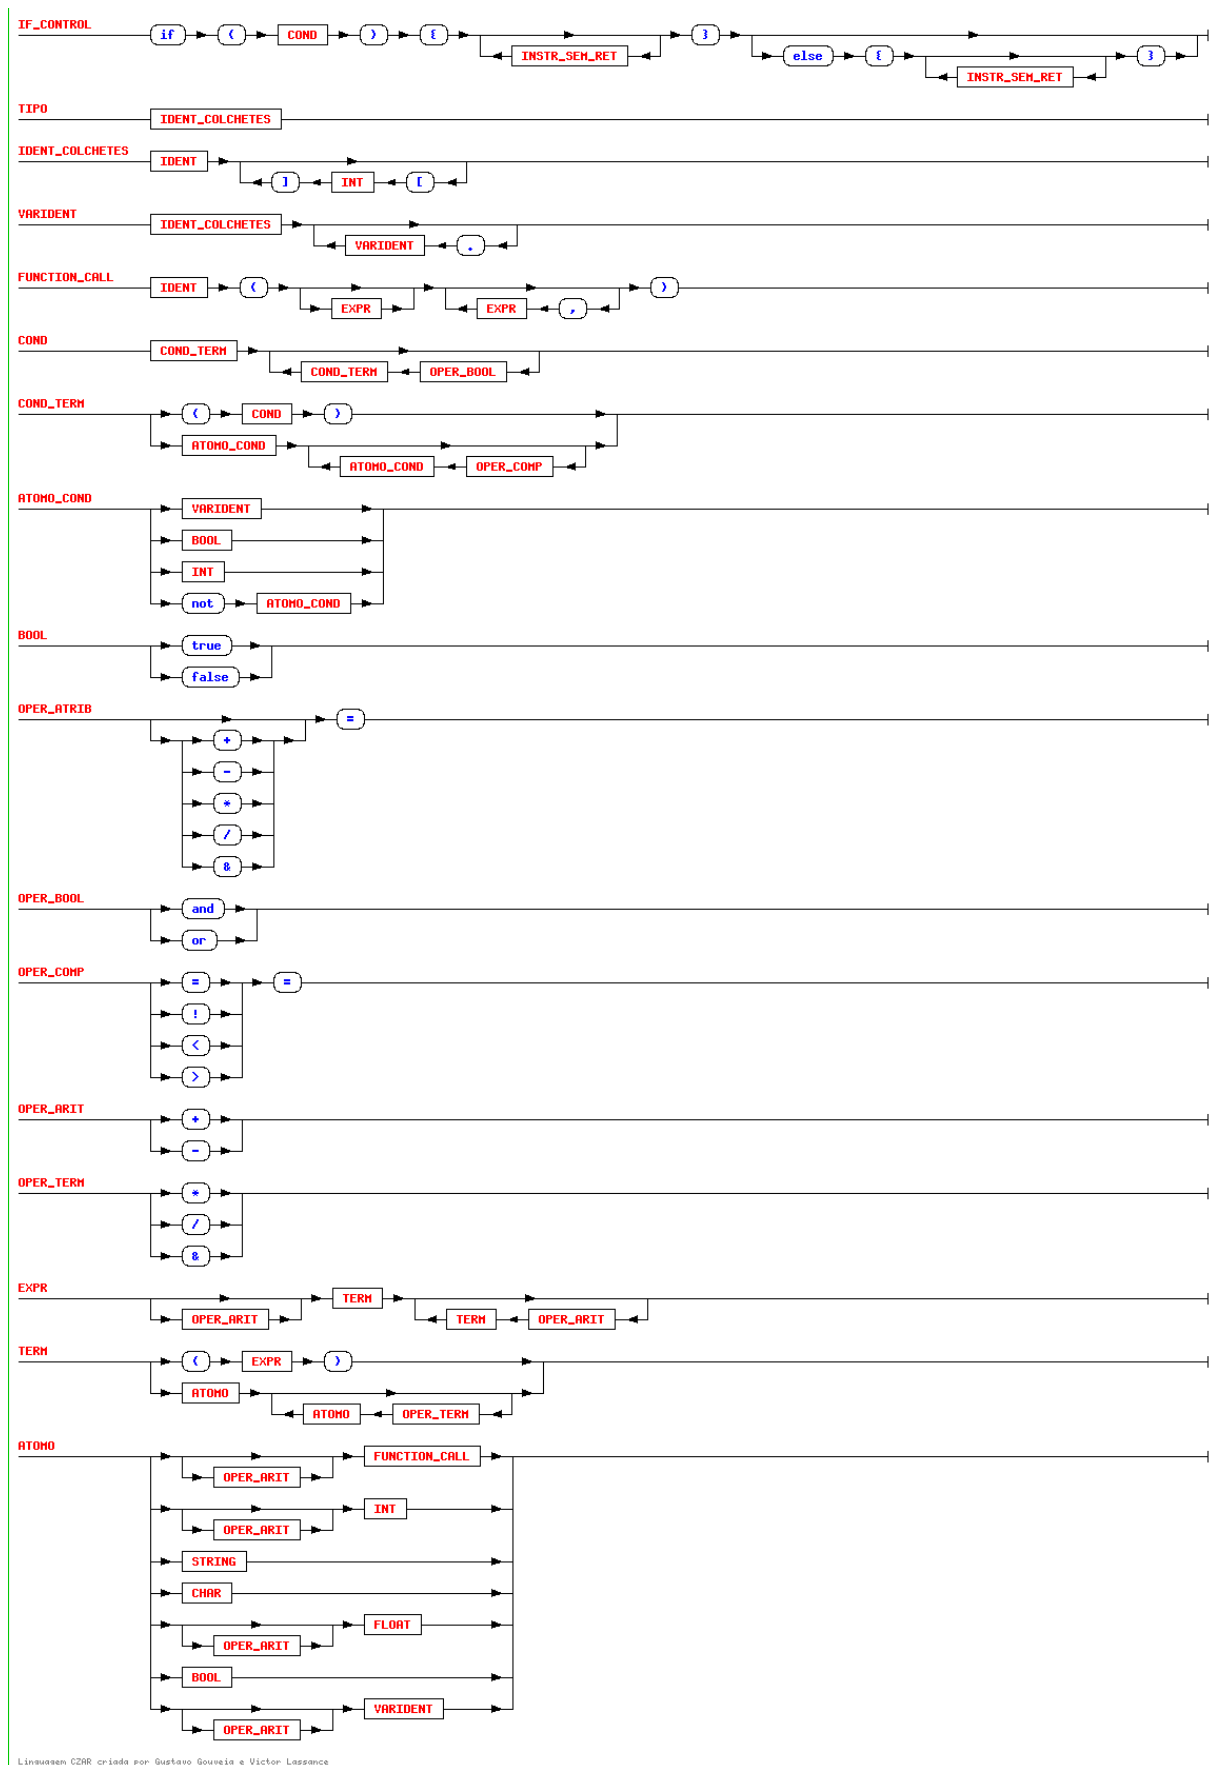 IF_CONTROL
if ( COND ) { } 
INSTR_SEM_RET else { }
INSTR_SEM_RET
TIPO
IDENT_COLCHETES
IDENT_COLCHETES
IDENT
] INT [
VARIDENT
IDENT_COLCHETES
VARIDENT .
FUNCTION_CALL
IDENT ( )
EXPR EXPR ,
COND
COND_TERM
COND_TERM OPER_BOOL
COND_TERM
( COND )
ATOMO_COND
ATOMO_COND OPER_COMP
ATOMO_COND
VARIDENT
BOOL
INT
not ATOMO_COND
BOOL
true
false
OPER_ATRIB
=
+
-
*
/
&
OPER_BOOL
and
or
OPER_COMP
= =
!
<
>
OPER_ARIT
+
-
OPER_TERM
*
/
&
EXPR
TERM
OPER_ARIT TERM OPER_ARIT
TERM
( EXPR )
ATOMO
ATOMO OPER_TERM
ATOMO
FUNCTION_CALL
OPER_ARIT
INT
OPER_ARIT
STRING
CHAR
FLOAT
OPER_ARIT
BOOL
VARIDENT
OPER_ARIT
Linguagem CZAR criada por Gustavo Gouveia e Victor Lassance